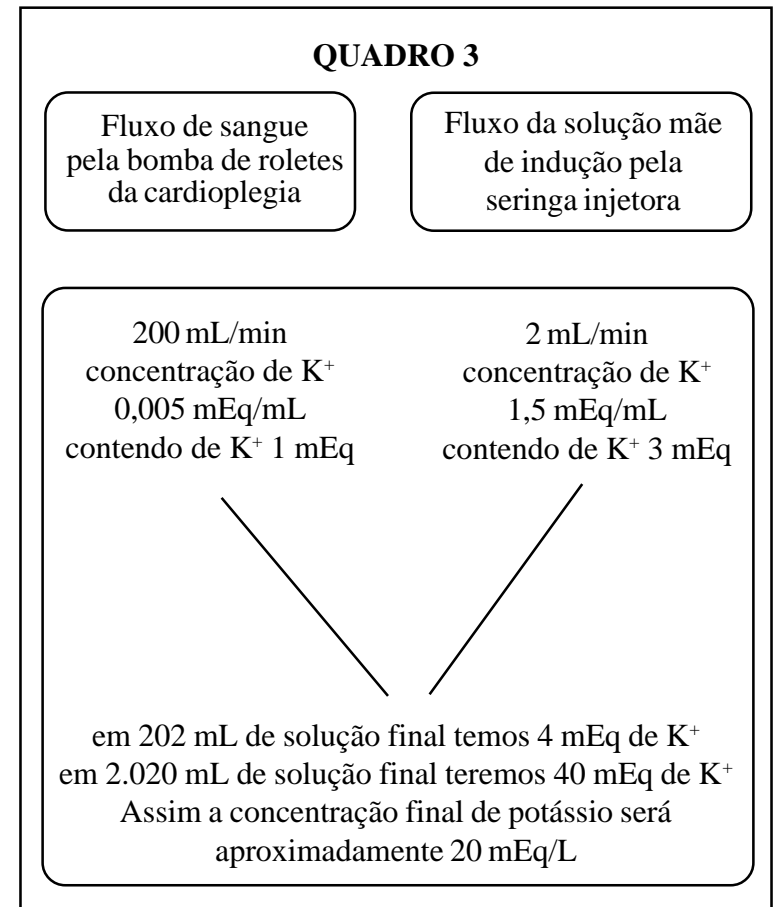 QUADRO 3
Fluxo de sangue
pela bomba de roletes
da cardioplegia
Fluxo da solução mãe
de indução pela
seringa injetora
200 mL/min
concentração de K⁺
0,005 mEq/mL
contendo de K⁺ 1 mEq
2 mL/min
concentração de K⁺
1,5 mEq/mL
contendo de K⁺ 3 mEq
em 202 mL de solução final temos 4 mEq de K⁺
em 2.020 mL de solução final teremos 40 mEq de K⁺
Assim a concentração final de potássio será
aproximadamente 20 mEq/L